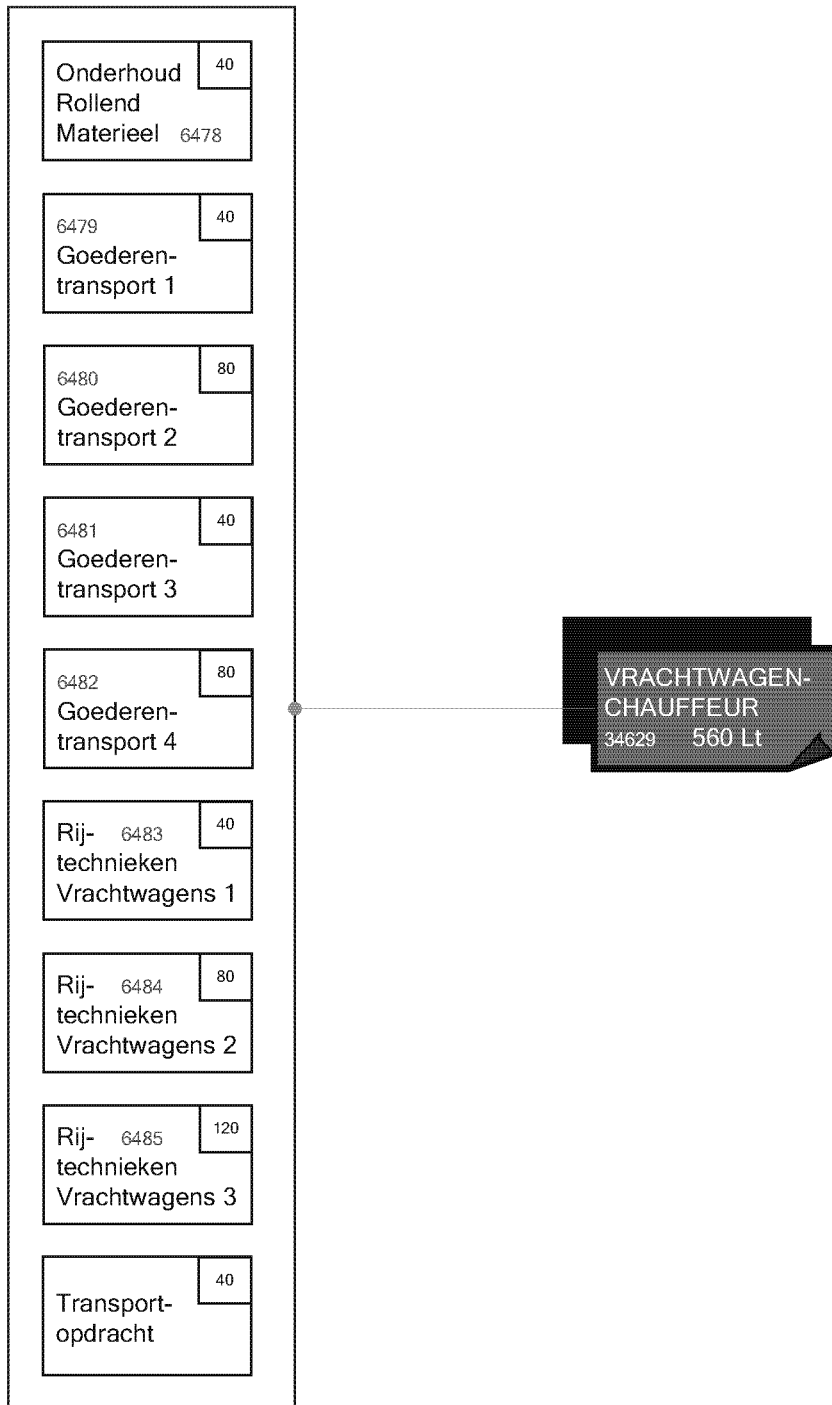 Onderhoud 40
Rollend
Materieel 6478
6479 40
Goederen-
transport 1
6480 80
Goederen-
transport 2
6481 40
Goederen-
transport 3
6482 80
Goederen-
transport 4
Rij- 6483 40
technieken
Vrachtwagens 1
Rij- 6484 80
technieken
Vrachtwagens 2
Rij- 6485 120
technieken
Vrachtwagens 3
40
Transport-
opdracht
VRACHTWAGEN-
CHAUFFEUR
34629 560 Lt